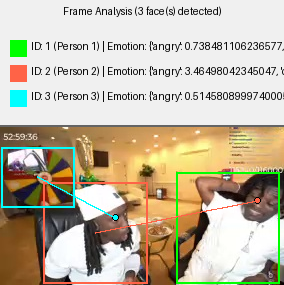 Frame Analysis (3 face(s) detected)
ID: 1 (Person 1) | Emotion: {'angry': 0.738481106236577,
ID: 2 (Person 2) | Emotion: {'angry': 3.46498042345047, 'd
ID: 3 (Person 3) | Emotion: {'angry': 0.514580899974000
52:59:36